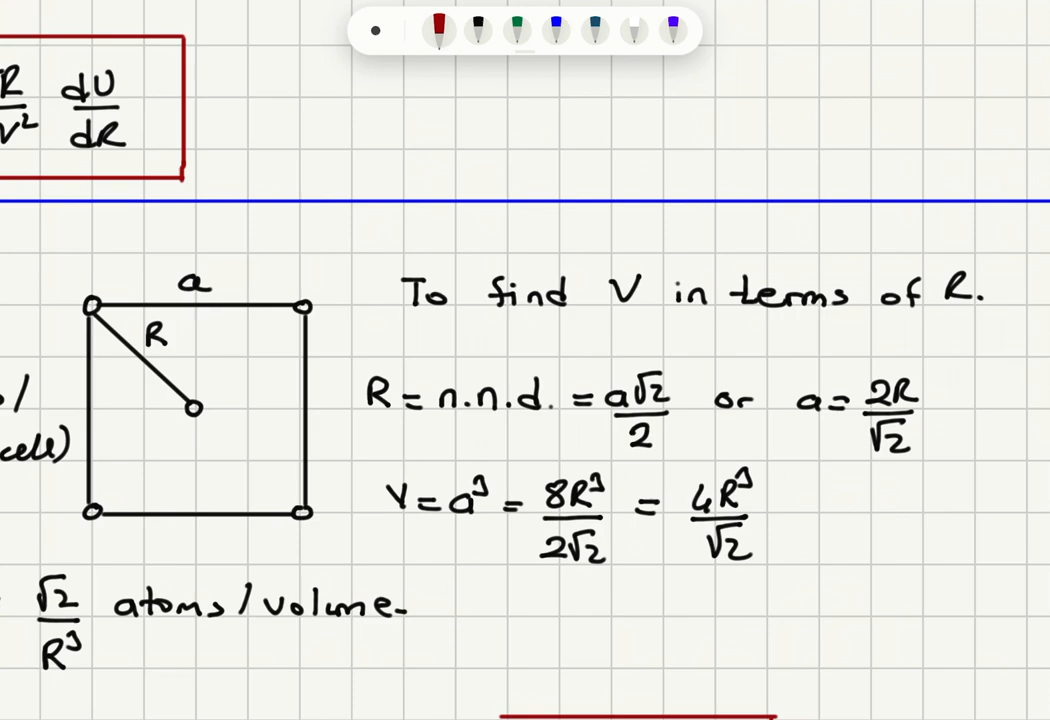 R/V² dU/dR
a
To find V in terms of R.
R
R = n.n.d. = a√2/2 or a = 2R/√2
cell)
V = a³ = 8R³/2√2 = 4R³/√2
√2/R³ atoms/volume.